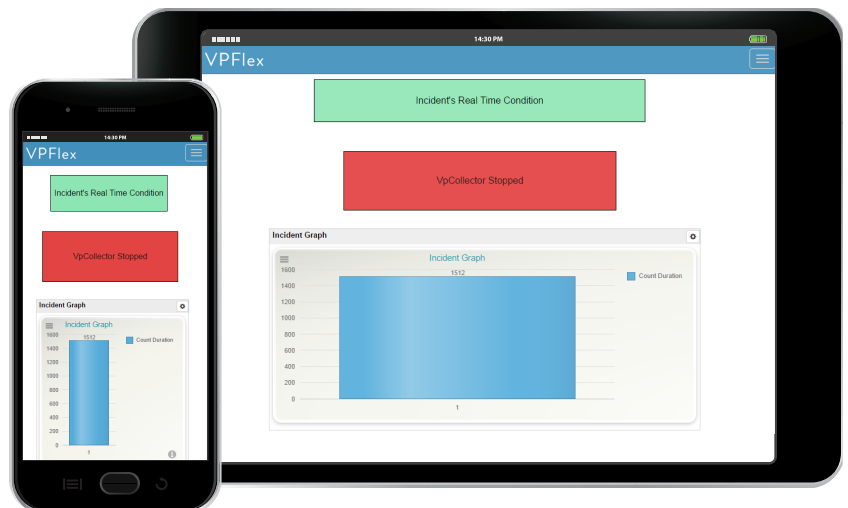 14:30 PM
VPFlex
Incident's Real Time Condition
VpCollector Stopped
Incident Graph
Incident Graph
1600
1512
Count Duration
1400
1200
1000
800
600
400
200
0
1
14:30 PM
VPFlex
Incident's Real Time Condition
VpCollector Stopped
Incident Graph
Incident Graph
1600
1512
Count Duration
1400
1200
1000
800
600
400
200
0
1